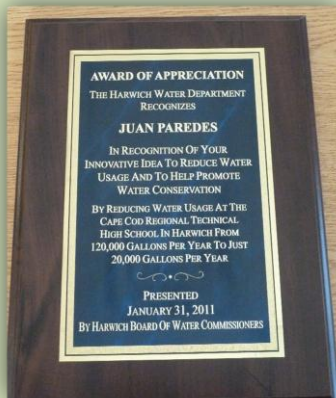 AWARD OF APPRECIATION
THE HARWICH WATER DEPARTMENT
RECOGNIZES
JUAN PAREDES
IN RECOGNITION OF YOUR
INNOVATIVE IDEA TO REDUCE WATER
USAGE AND TO HELP PROMOTE
WATER CONSERVATION
BY REDUCING WATER USAGE AT THE
CAPE COD REGIONAL TECHNICAL
HIGH SCHOOL IN HARWICH FROM
120,000 GALLONS PER YEAR TO JUST
20,000 GALLONS PER YEAR
PRESENTED
JANUARY 31, 2011
BY HARWICH BOARD OF WATER COMMISSIONERS